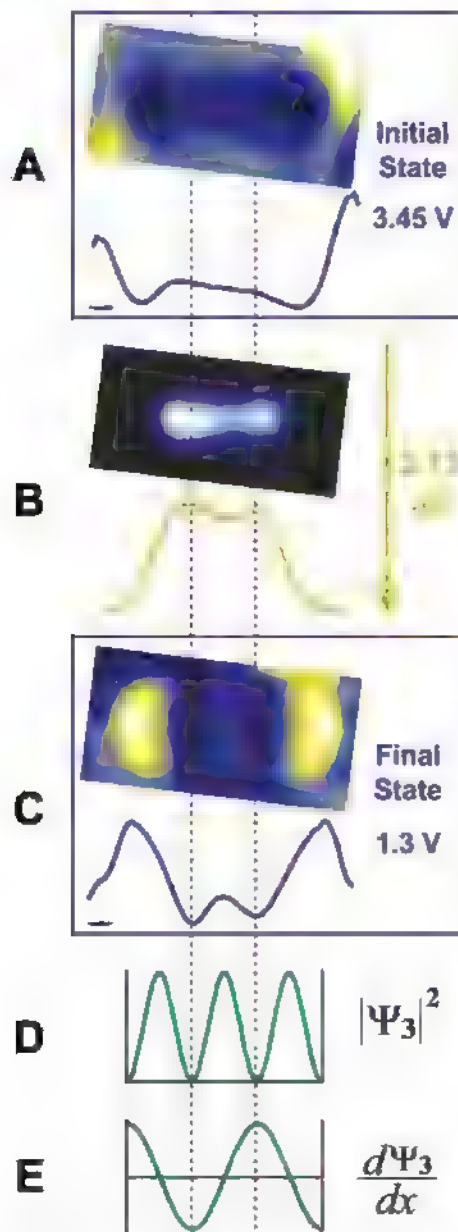 A
Initial
State
3.45 V
B
C
Final
State
1.3 V
D
|Ψ₃|²
E
dΨ₃
dx